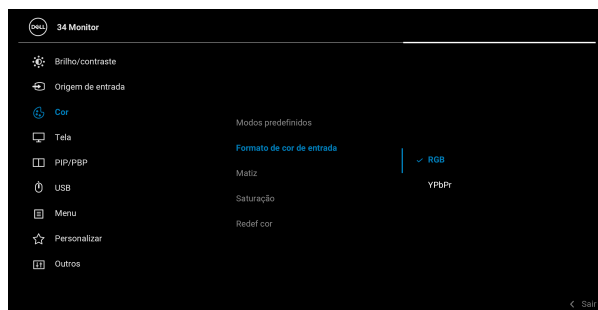 DELL
34 Monitor
Brilho/contraste
Origem de entrada
Cor
Tela
PIP/PBP
USB
Menu
Personalizar
Outros
Modos predefinidos
Formato de cor de entrada
Matiz
Saturação
Redef cor
RGB
YPbPr
Sair